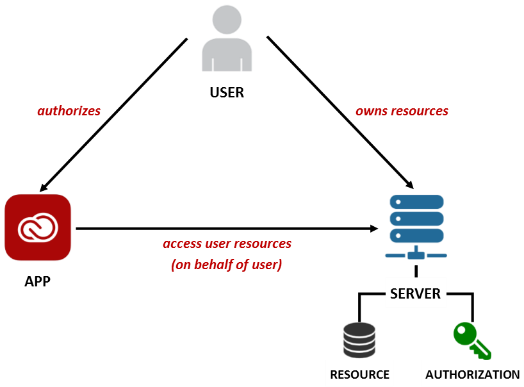 USER
authorizes
owns resources
access user resources
(on behalf of user)
APP
SERVER
RESOURCE
AUTHORIZATION